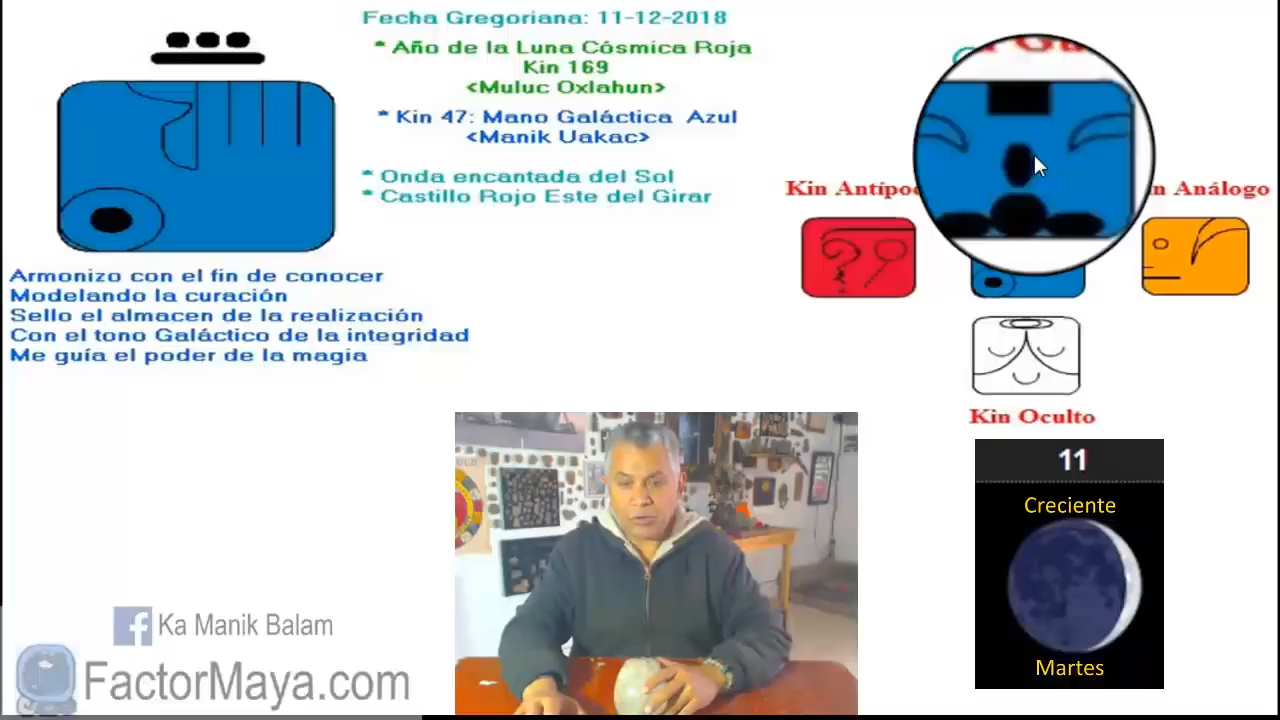 Fecha Gregoriana: 11-12-2018
* Año de la Luna Cósmica Roja
Kin 169
<Muluc Oxlahun>
* Kin 47: Mano Galáctica Azul
<Manik Uakac>
* Onda encantada del Sol
* Castillo Rojo Este del Girar
Armonizo con el fin de conocer
Modelando la curación
Sello el almacen de la realización
Con el tono Galáctico de la integridad
Me guía el poder de la magia
Kin Antípo
n Análogo
Kin Oculto
11
Creciente
Martes
Ka Manik Balam
FactorMaya.com